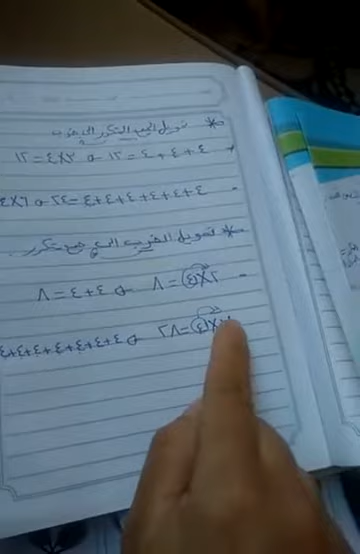 * تحويل الجمع المتكرر إلى ضرب
٤ + ٤ + ٤ = ١٢ ← ٣×٤ = ١٢
- ٤+٤+٤+٤+٤+٤ = ٢٤ ← ٦×٤
* تحويل الضرب إلى جمع متكرر
- ٢×٤ = ٨ ← ٤+٤ = ٨
×٤ = ٢٨ ← ٤+٤+٤+٤+٤+٤+٤